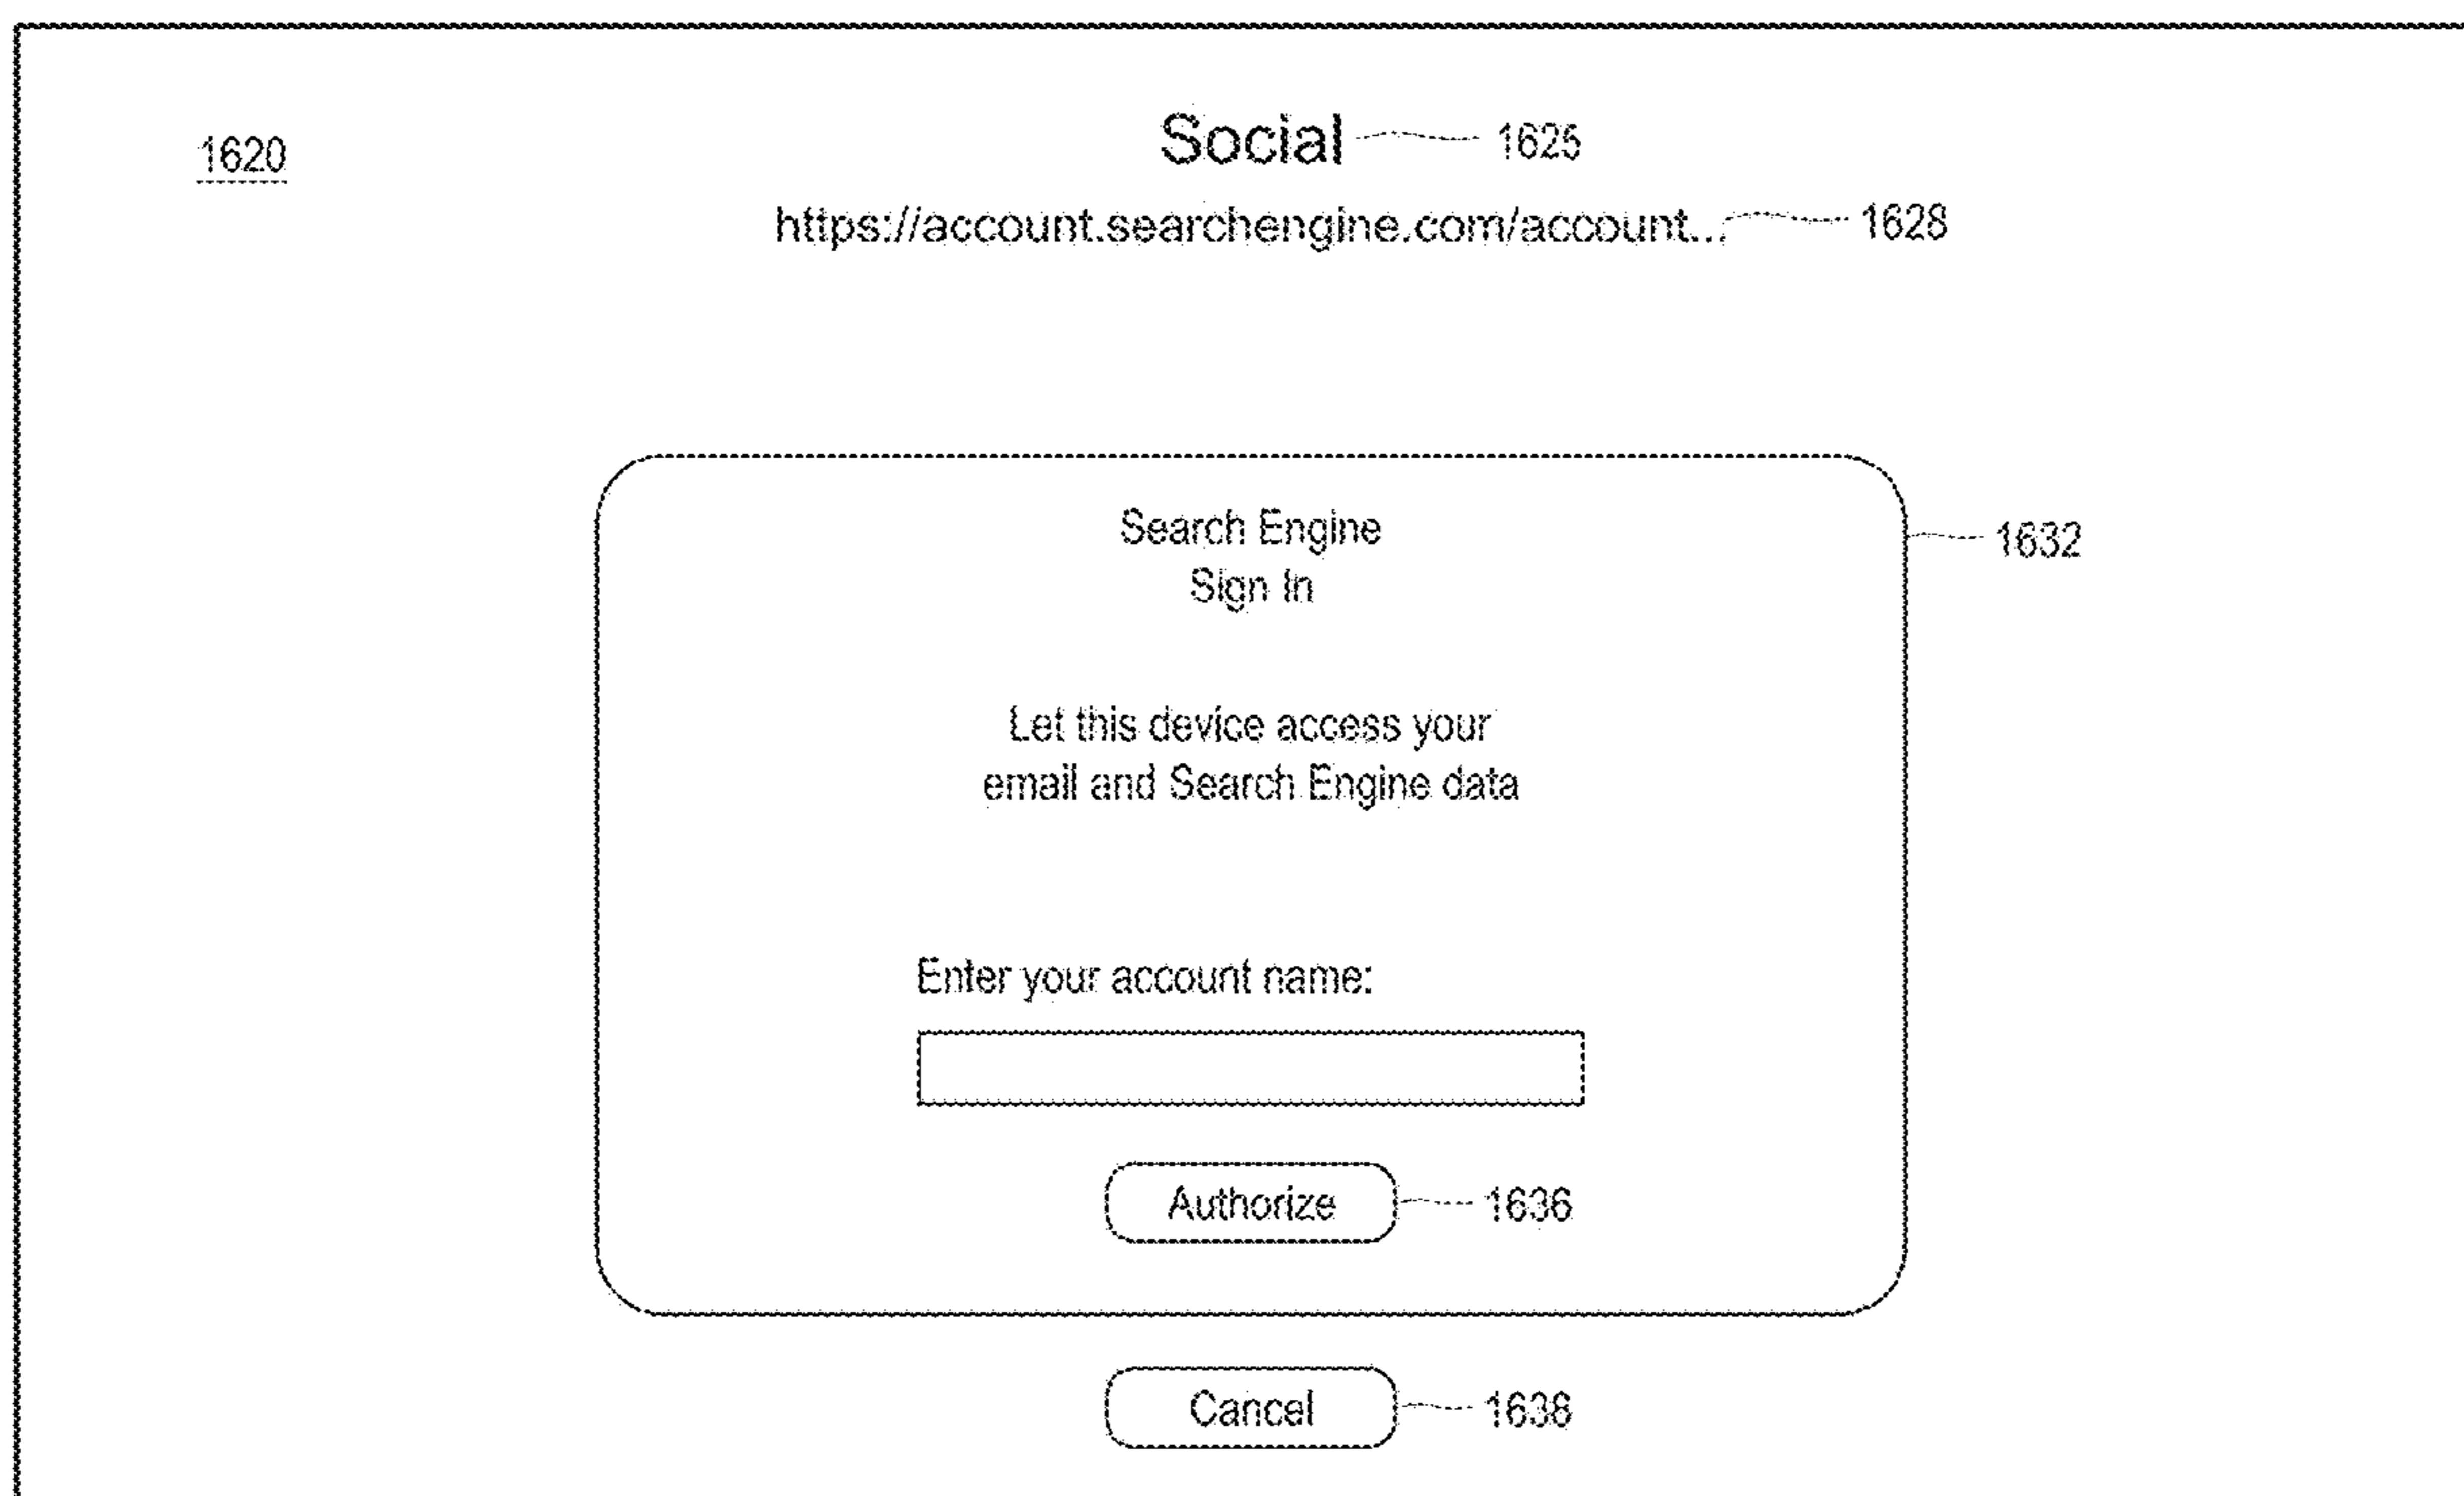 1620
Social 1625
https://account.searchengine.com/account... 1628
Search Engine
Sign In
1632
Let this device access your
email and Search Engine data
Enter your account name:
Authorize 1636
Cancel 1638